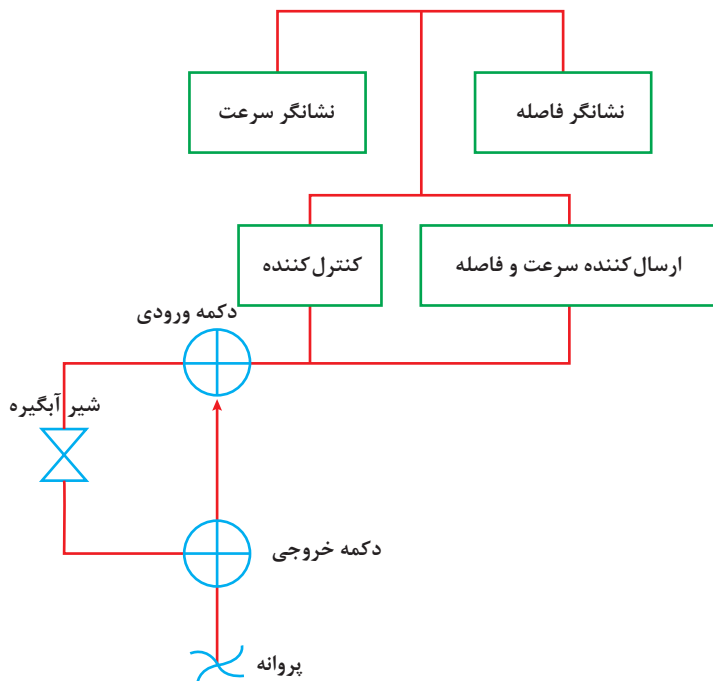 نشانگر فاصله
نشانگر سرعت
ارسال‌کننده سرعت و فاصله
کنترل‌کننده
دکمه ورودی
شیر آبگیره
دکمه خروجی
پروانه